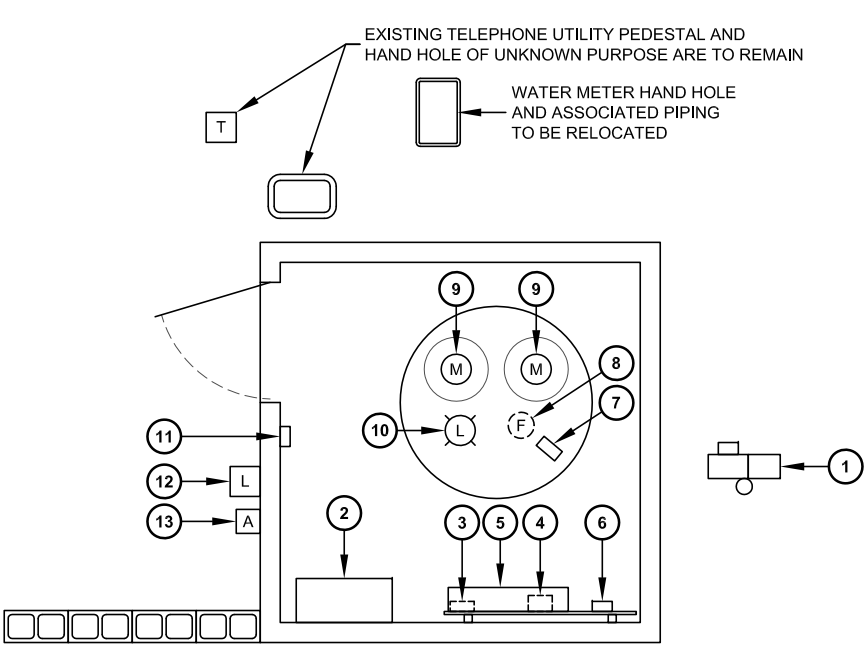 EXISTING TELEPHONE UTILITY PEDESTAL AND
HAND HOLE OF UNKNOWN PURPOSE ARE TO REMAIN
WATER METER HAND HOLE
AND ASSOCIATED PIPING
TO BE RELOCATED
T
9 9
M M
8
7
10 L F
11
1
12 L
13 A
2 3 5 4 6